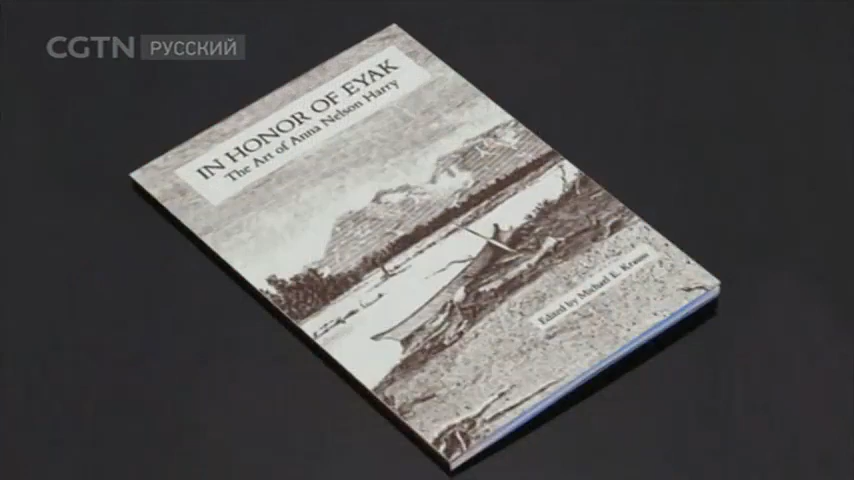 CGTN РУССКИЙ
IN HONOR OF EYAK
The Art of Anna Nelson Harry
Edited by Michael E. Krauss